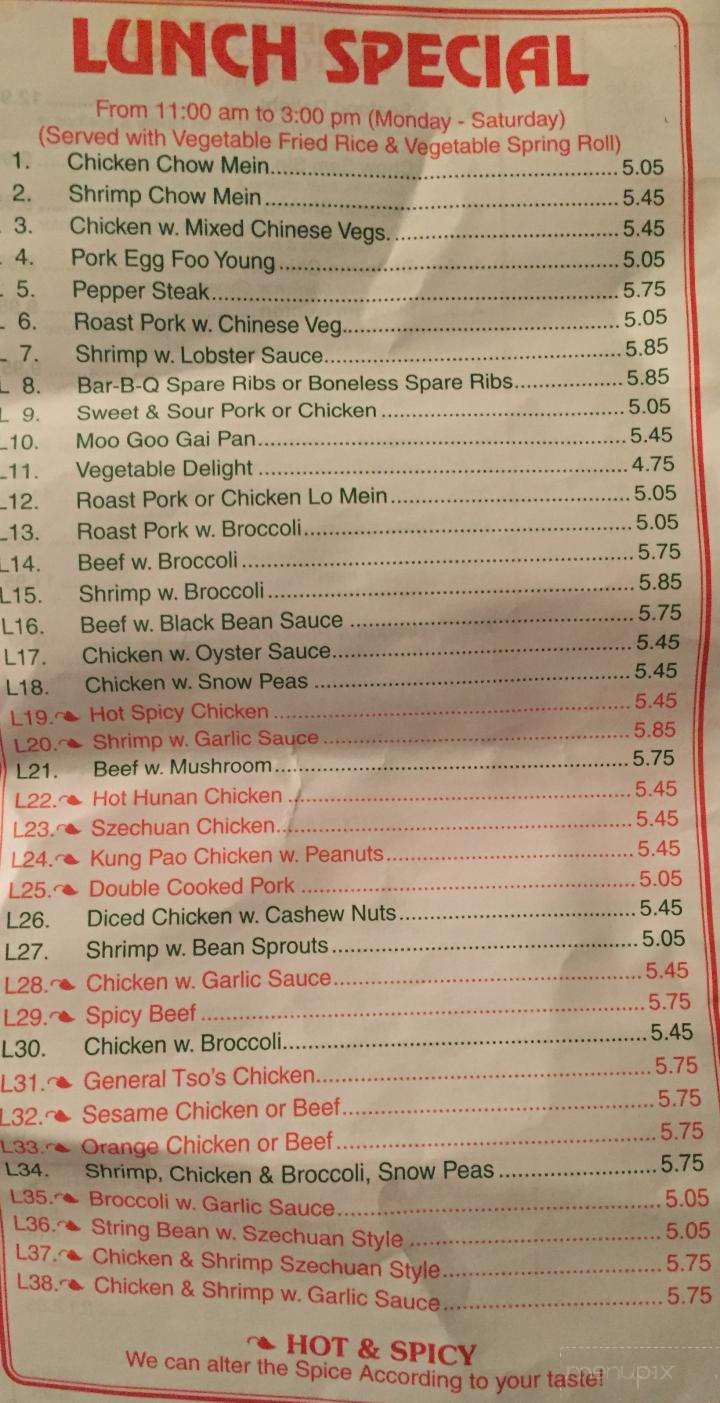 LUNCH SPECIAL
From 11:00 am to 3:00 pm (Monday - Saturday)
(Served with Vegetable Fried Rice & Vegetable Spring Roll)
1. Chicken Chow Mein 5.05
2. Shrimp Chow Mein 5.45
3. Chicken w. Mixed Chinese Vegs. 5.45
4. Pork Egg Foo Young 5.05
5. Pepper Steak 5.75
6. Roast Pork w. Chinese Veg. 5.05
7. Shrimp w. Lobster Sauce 5.85
L 8. Bar-B-Q Spare Ribs or Boneless Spare Ribs 5.85
L 9. Sweet & Sour Pork or Chicken 5.05
L10. Moo Goo Gai Pan 5.45
L11. Vegetable Delight 4.75
L12. Roast Pork or Chicken Lo Mein 5.05
L13. Roast Pork w. Broccoli 5.05
L14. Beef w. Broccoli 5.75
L15. Shrimp w. Broccoli 5.85
L16. Beef w. Black Bean Sauce 5.75
L17. Chicken w. Oyster Sauce 5.45
L18. Chicken w. Snow Peas 5.45
L19. Hot Spicy Chicken 5.45
L20. Shrimp w. Garlic Sauce 5.85
L21. Beef w. Mushroom 5.75
L22. Hot Hunan Chicken 5.45
L23. Szechuan Chicken 5.45
L24. Kung Pao Chicken w. Peanuts 5.45
L25. Double Cooked Pork 5.05
L26. Diced Chicken w. Cashew Nuts 5.45
L27. Shrimp w. Bean Sprouts 5.05
L28. Chicken w. Garlic Sauce 5.45
L29. Spicy Beef 5.75
L30. Chicken w. Broccoli 5.45
L31. General Tso's Chicken 5.75
L32. Sesame Chicken or Beef 5.75
L33. Orange Chicken or Beef 5.75
L34. Shrimp, Chicken & Broccoli, Snow Peas 5.75
L35. Broccoli w. Garlic Sauce 5.05
L36. String Bean w. Szechuan Style 5.05
L37. Chicken & Shrimp Szechuan Style 5.75
L38. Chicken & Shrimp w. Garlic Sauce 5.75
HOT & SPICY
We can alter the Spice According to your taste!
menupix